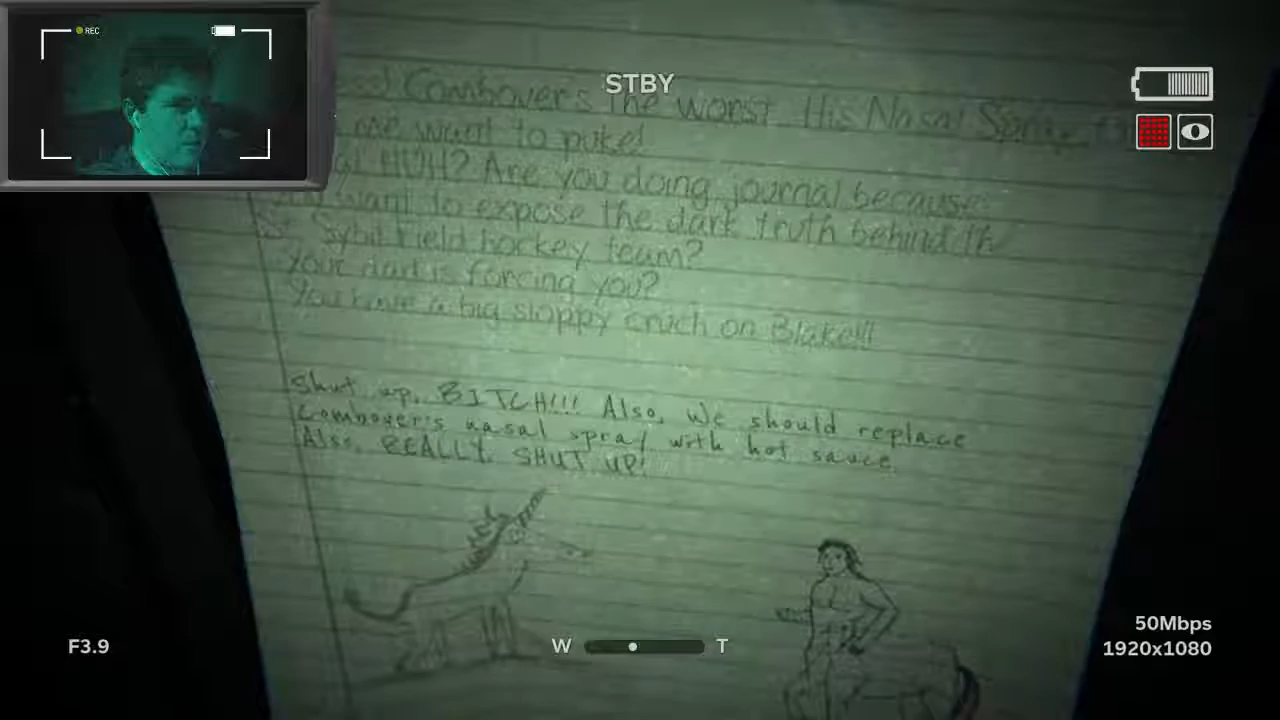 REC
STBY
Combover's the worst. His Nasal Spray
me want to puke!
HUH? Are you doing journal because:
want to expose the dark truth behind th
St. Sybil field hockey team?
Your dad is forcing you?
You have a big sloppy cruch on Blake!!!
Shut up, BITCH!!! Also, we should replace
Combover's nasal spray with hot sauce.
Also, REALLY. SHUT UP!
F3.9
W T
50Mbps
1920x1080